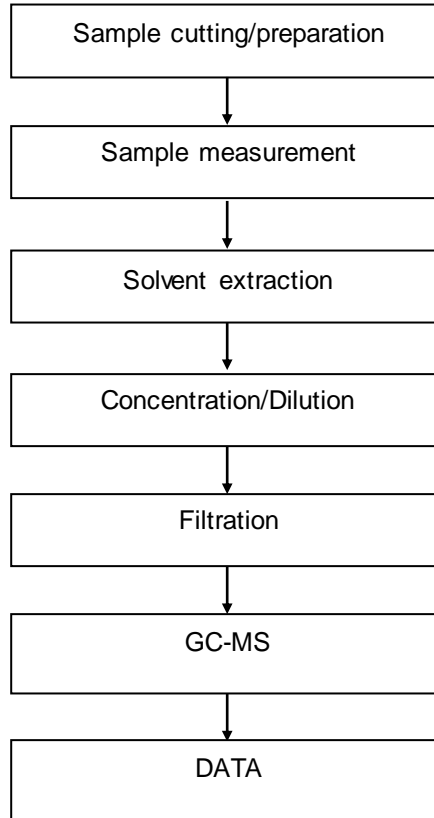 Sample cutting/preparation
Sample measurement
Solvent extraction
Concentration/Dilution
Filtration
GC-MS
DATA